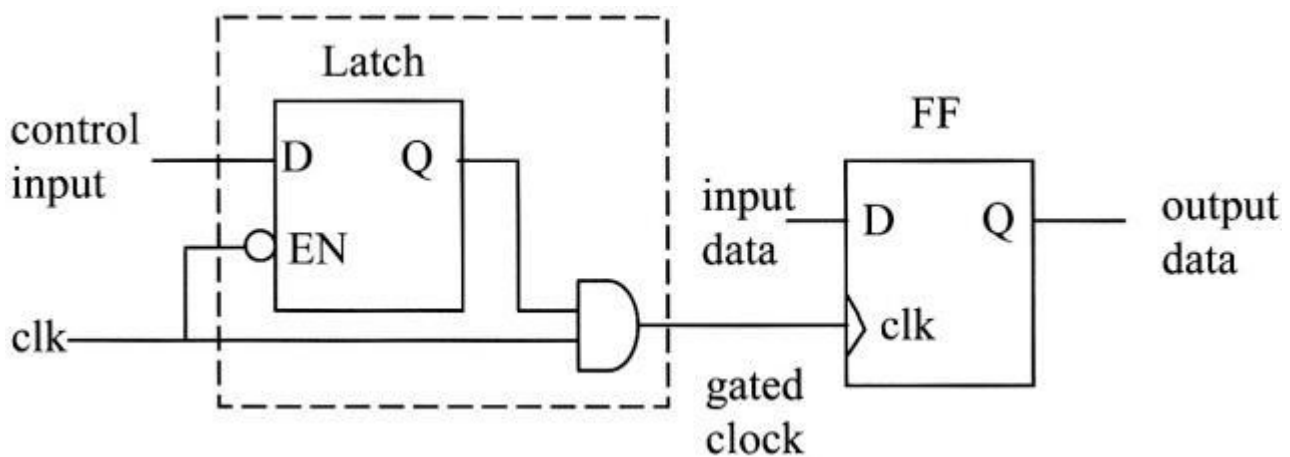 Latch
control
input
D Q
EN
clk
FF
input
data
D Q
clk
output
data
gated
clock